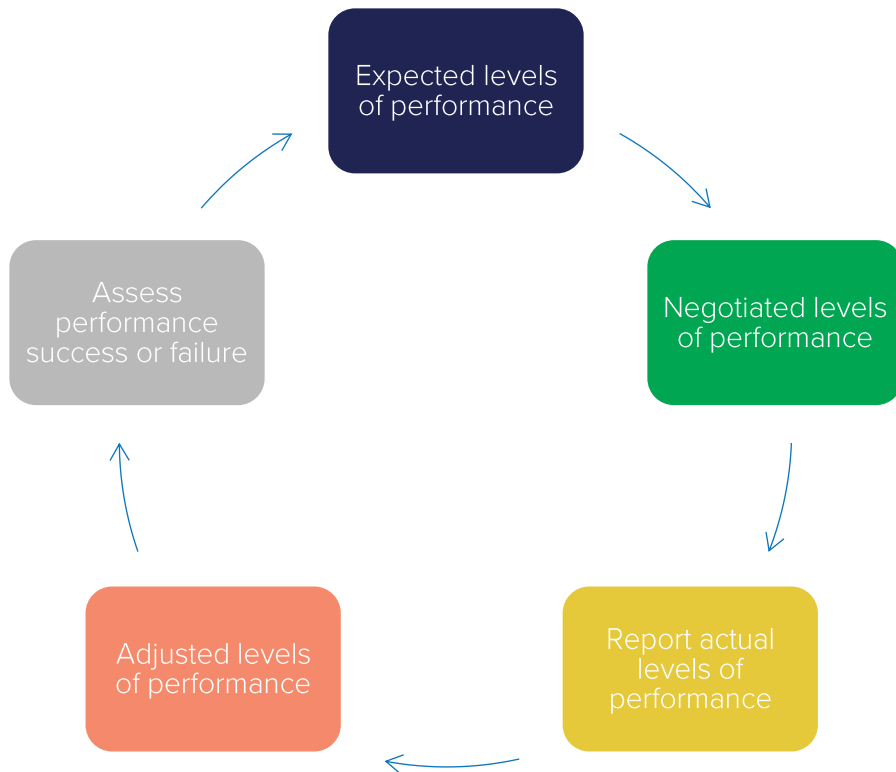 Expected levels
of performance
Negotiated levels
of performance
Report actual
levels of
performance
Adjusted levels
of performance
Assess
performance
success or failure